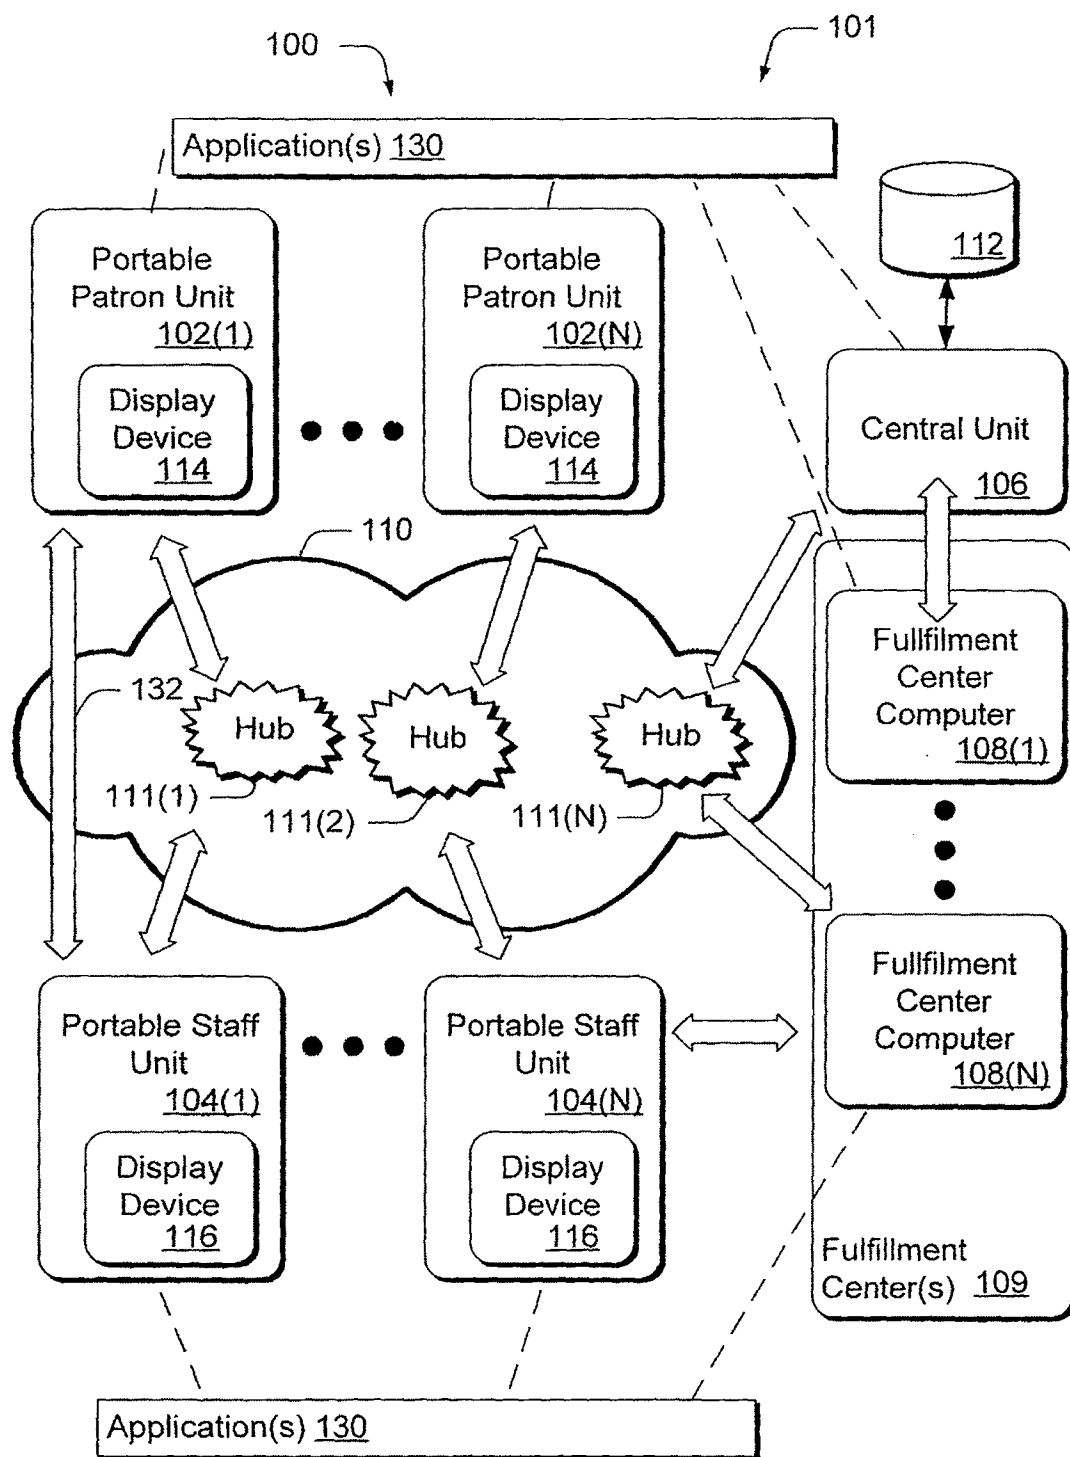 100
101
Application(s) 130
112
Portable
Patron Unit
102(1)
Display
Device
114
Portable
Patron Unit
102(N)
Display
Device
114
Central Unit
106
110
132
Hub
Hub
Hub
111(1)
111(2)
111(N)
Fullfilment
Center
Computer
108(1)
Fullfilment
Center
Computer
108(N)
Portable Staff
Unit
104(1)
Display
Device
116
Portable Staff
Unit
104(N)
Display
Device
116
Fulfillment
Center(s) 109
Application(s) 130